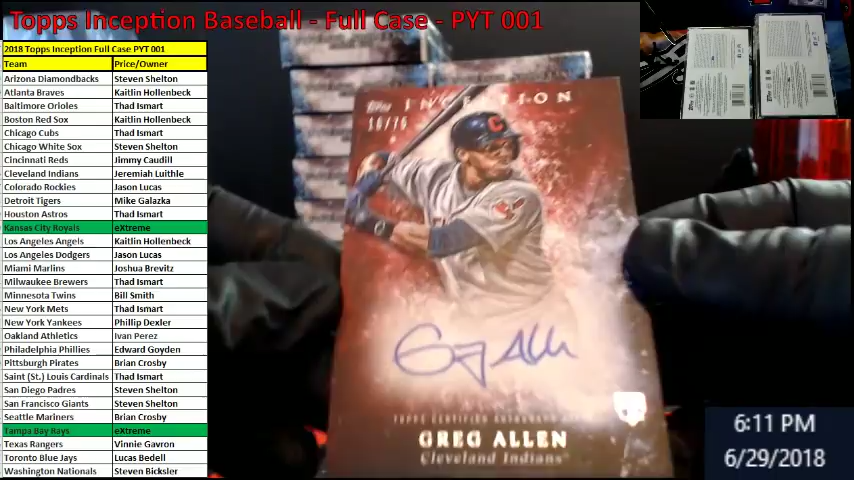 Topps Inception Baseball - Full Case - PYT 001
2018 Topps Inception Full Case PYT 001
Team Price/Owner
Arizona Diamondbacks Steven Shelton
Atlanta Braves Kaitlin Hollenbeck
Baltimore Orioles Thad Ismart
Boston Red Sox Kaitlin Hollenbeck
Chicago Cubs Thad Ismart
Chicago White Sox Steven Shelton
Cincinnati Reds Jimmy Caudill
Cleveland Indians Jeremiah Luithle
Colorado Rockies Jason Lucas
Detroit Tigers Mike Galazka
Houston Astros Thad Ismart
Kansas City Royals eXtreme
Los Angeles Angels Kaitlin Hollenbeck
Los Angeles Dodgers Jason Lucas
Miami Marlins Joshua Brevitz
Milwaukee Brewers Thad Ismart
Minnesota Twins Bill Smith
New York Mets Thad Ismart
New York Yankees Phillip Dexler
Oakland Athletics Ivan Perez
Philadelphia Phillies Edward Goyden
Pittsburgh Pirates Brian Crosby
Saint (St.) Louis Cardinals Thad Ismart
San Diego Padres Steven Shelton
San Francisco Giants Steven Shelton
Seattle Mariners Brian Crosby
Tampa Bay Rays eXtreme
Texas Rangers Vinnie Gavron
Toronto Blue Jays Lucas Bedell
Washington Nationals Steven Bicksler
Topps INCEPTION
Greg Allen
TOPPS CERTIFIED AUTOGRAPH
GREG ALLEN
Cleveland Indians
6:11 PM
6/29/2018